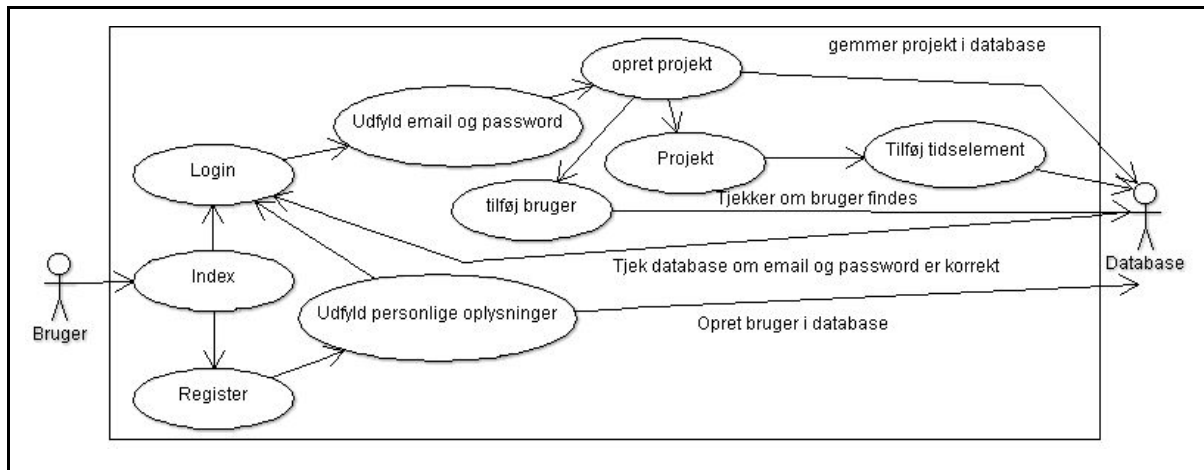 gemmer projekt i database
opret projekt
Udfyld email og password
Projekt
Tilføj tidselement
Login
tilføj bruger
Tjekker om bruger findes
Index
Tjek database om email og password er korrekt
Database
Bruger
Udfyld personlige oplysninger
Opret bruger i database
Register